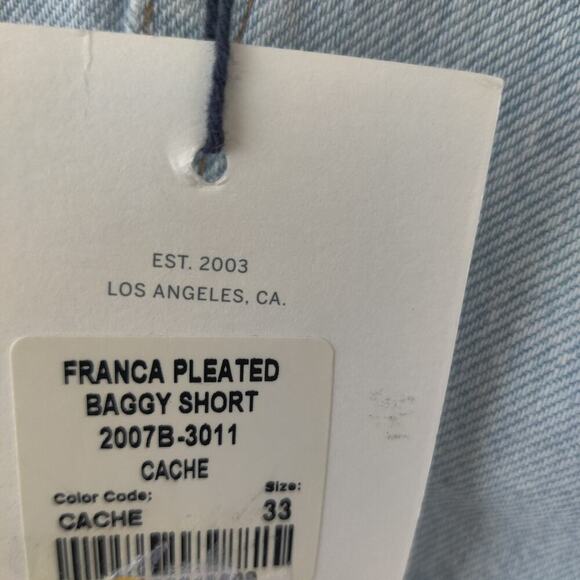 EST. 2003
LOS ANGELES, CA.
FRANCA PLEATED
BAGGY SHORT
2007B-3011
CACHE
Color Code: Size:
CACHE 33